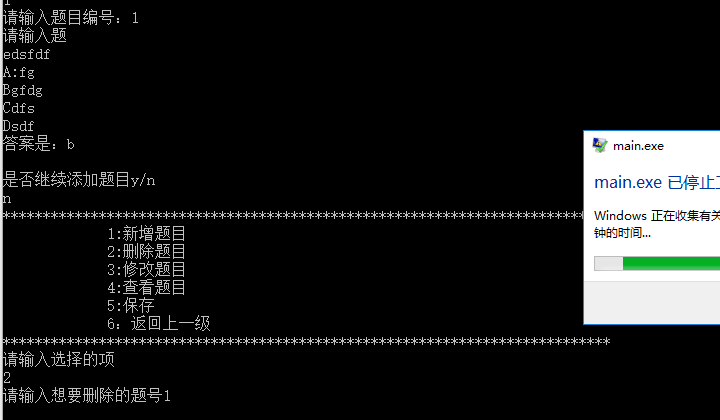 请输入题目编号：1
请输入题
edsfdf
A:fg
Bgfdg
Cdfs
Dsdf
答案是：b
是否继续添加题目y/n
n
1:新增题目
2:删除题目
3:修改题目
4:查看题目
5:保存
6：返回上一级
****************************************************************************
请输入选择的项
2
请输入想要删除的题号1
main.exe
main.exe 已停止
Windows 正在收集有关
钟的时间...